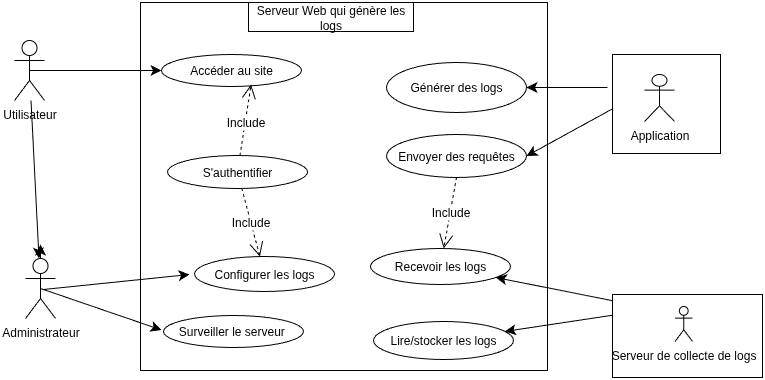 Serveur Web qui génère les
logs
Accéder au site
Générer des logs
Utilisateur
Include
Application
Envoyer des requêtes
S'authentifier
Include
Include
Configurer les logs
Recevoir les logs
Administrateur
Surveiller le serveur
Lire/stocker les logs
Serveur de collecte de logs